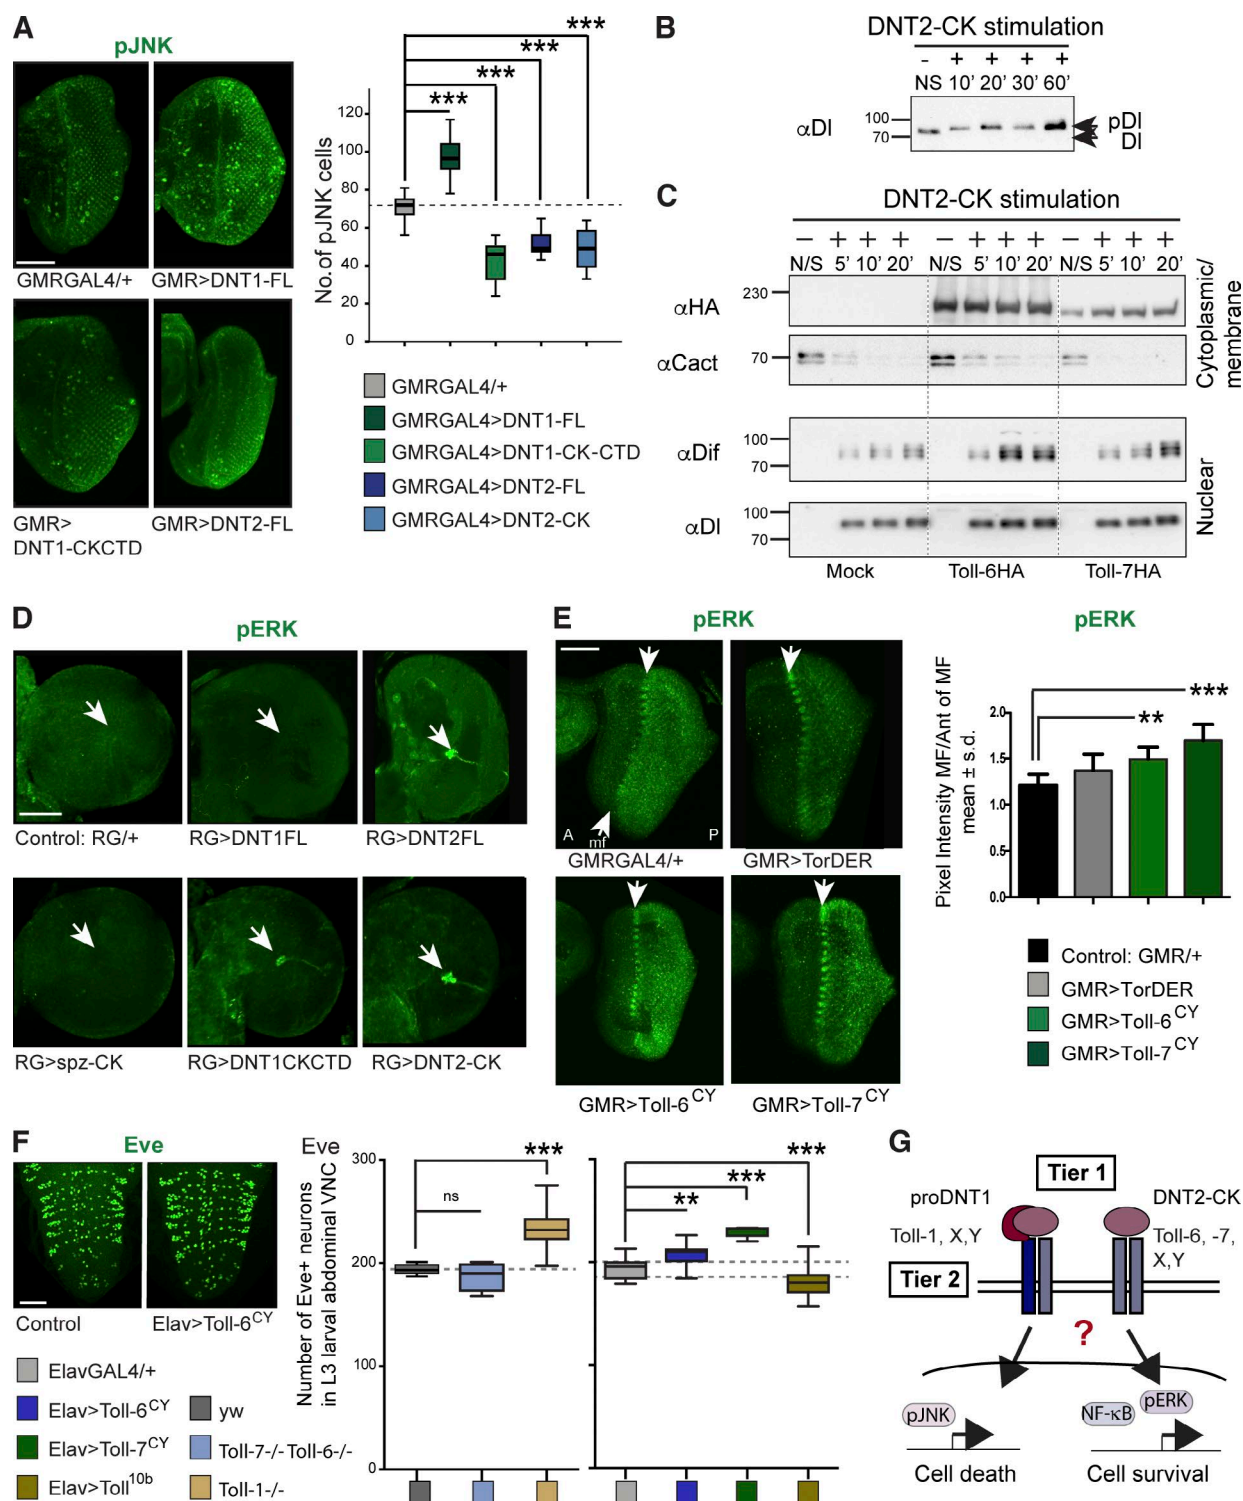 A
pJNK
GMRGAL4/+
GMR>DNT1-FL
GMR>
DNT1-CKCTD
GMR>DNT2-FL
No. of pJNK cells
120
100
80
60
40
20
0
***
***
***
***
GMRGAL4/+
GMRGAL4>DNT1-FL
GMRGAL4>DNT1-CK-CTD
GMRGAL4>DNT2-FL
GMRGAL4>DNT2-CK
B
DNT2-CK stimulation
- + + + +
NS 10’ 20’ 30’ 60’
αDl
100
70
pDl
Dl
C
DNT2-CK stimulation
– + + + – + + + – + + +
N/S 5’ 10’ 20’ N/S 5’ 10’ 20’ N/S 5’ 10’ 20’
αHA
230
αCact
70
αDif
100
70
αDl
100
70
Cytoplasmic/
membrane
Nuclear
Mock
Toll-6HA
Toll-7HA
D
pERK
Control: RG/+
RG>DNT1FL
RG>DNT2FL
RG>spz-CK
RG>DNT1CKCTD
RG>DNT2-CK
E
pERK
A
mf
P
GMRGAL4/+
GMR>TorDER
GMR>Toll-6CY
GMR>Toll-7CY
pERK
Pixel Intensity MF/Ant of MF
mean ± s.d.
2.0
1.5
1.0
0.5
0.0
**
***
Control: GMR/+
GMR>TorDER
GMR>Toll-6CY
GMR>Toll-7CY
F
Eve
Control
Elav>Toll-6CY
ElavGAL4/+
Elav>Toll-6CY
Elav>Toll-7CY
Elav>Toll10b
yw
Toll-7-/- Toll-6-/-
Toll-1-/-
Eve
Number of Eve+ neurons
in L3 larval abdominal VNC
300
200
100
0
ns
***
**
***
***
G
Tier 1
proDNT1
DNT2-CK
Toll-1, X,Y
Toll-6, -7,
X,Y
Tier 2
?
pJNK
NF-κB
pERK
Cell death
Cell survival